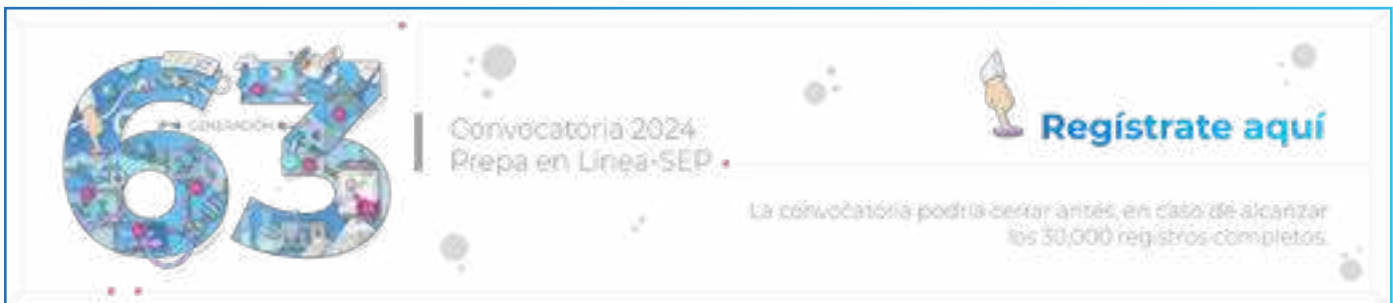 63
GENERACIÓN
Convocatoria 2024
Prepa en Línea-SEP
Regístrate aquí
La convocatoria podría cerrar antes, en caso de alcanzar
los 30,000 registros completos.